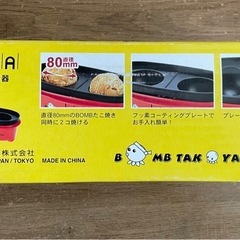 A
器
直径
80mm
直径80mmのBOMBたこ焼き
同時に2コ焼ける!
フッ素コーティングプレートで
お手入れ簡単!
プレー
株式会社
PAN/TOKYO
MADE IN CHINA
B MB TAK YA